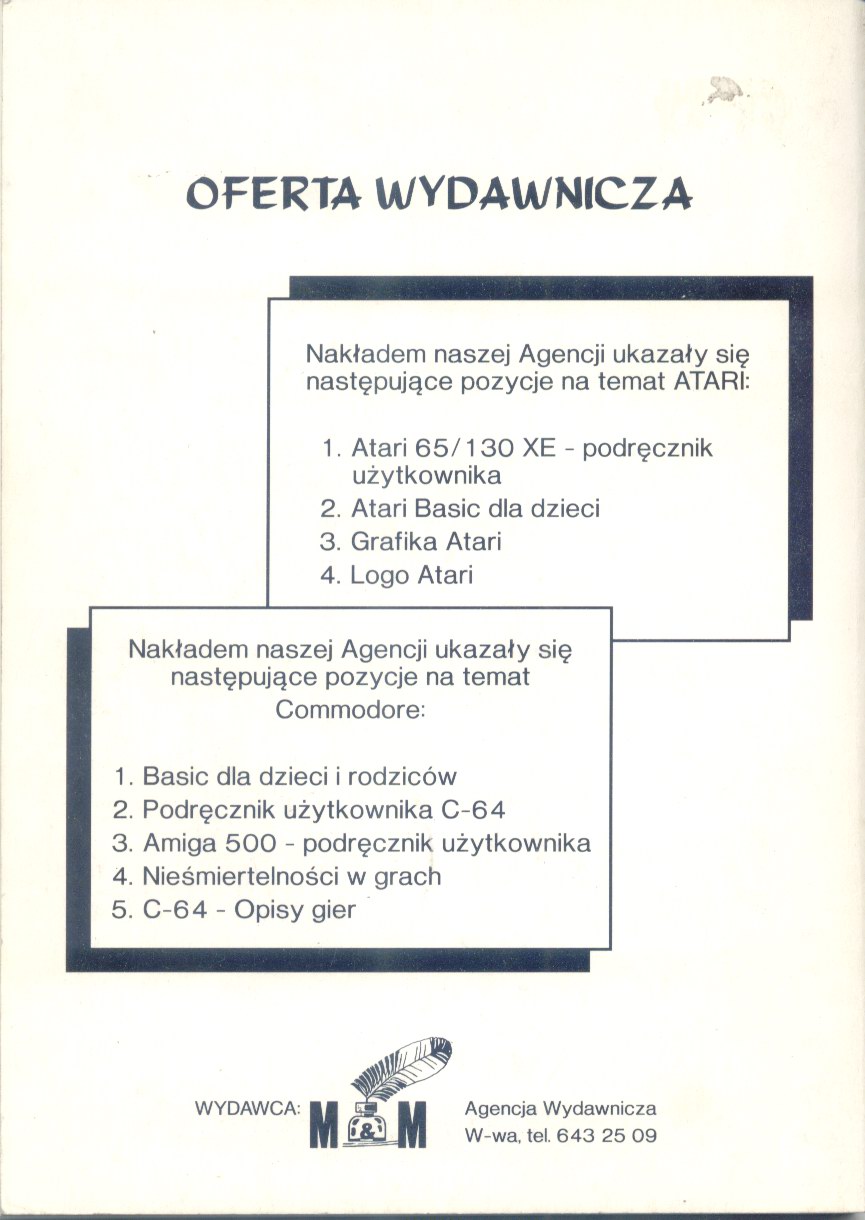 OFERTA WYDAWNICZA
Nakładem naszej Agencji ukazały się
następujące pozycje na temat ATARI:
1. Atari 65/130 XE - podręcznik
użytkownika
2. Atari Basic dla dzieci
3. Grafika Atari
4. Logo Atari
Nakładem naszej Agencji ukazały się
następujące pozycje na temat
Commodore:
1. Basic dla dzieci i rodziców
2. Podręcznik użytkownika C-64
3. Amiga 500 - podręcznik użytkownika
4. Nieśmiertelności w grach
5. C-64 - Opisy gier
WYDAWCA: M & M Agencja Wydawnicza
W-wa, tel. 643 25 09